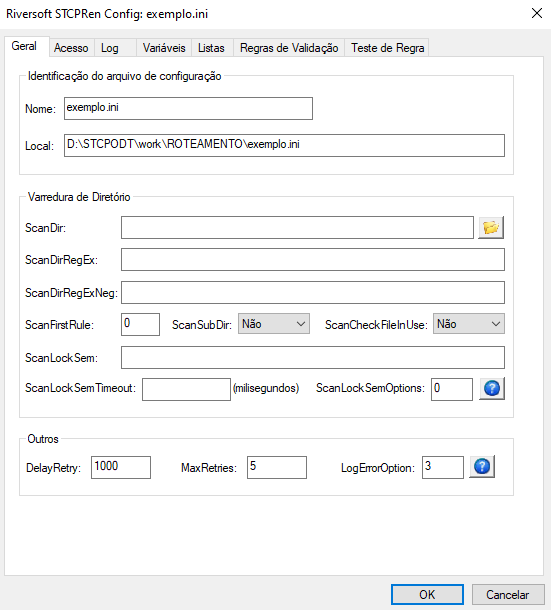 Riversoft STCPRen Config: exemplo.ini
Geral Acesso Log Variáveis Listas Regras de Validação Teste de Regra
Identificação do arquivo de configuração
Nome: exemplo.ini
Local: D:\STCPODT\work\ROTEAMENTO\exemplo.ini
Varredura de Diretório
ScanDir:
ScanDirRegEx:
ScanDirRegExNeg:
ScanFirstRule: 0 ScanSubDir: Não ScanCheckFileInUse: Não
ScanLockSem:
ScanLockSemTimeout: (milisegundos) ScanLockSemOptions: 0 ?
Outros
DelayRetry: 1000 MaxRetries: 5 LogErrorOption: 3 ?
OK Cancelar